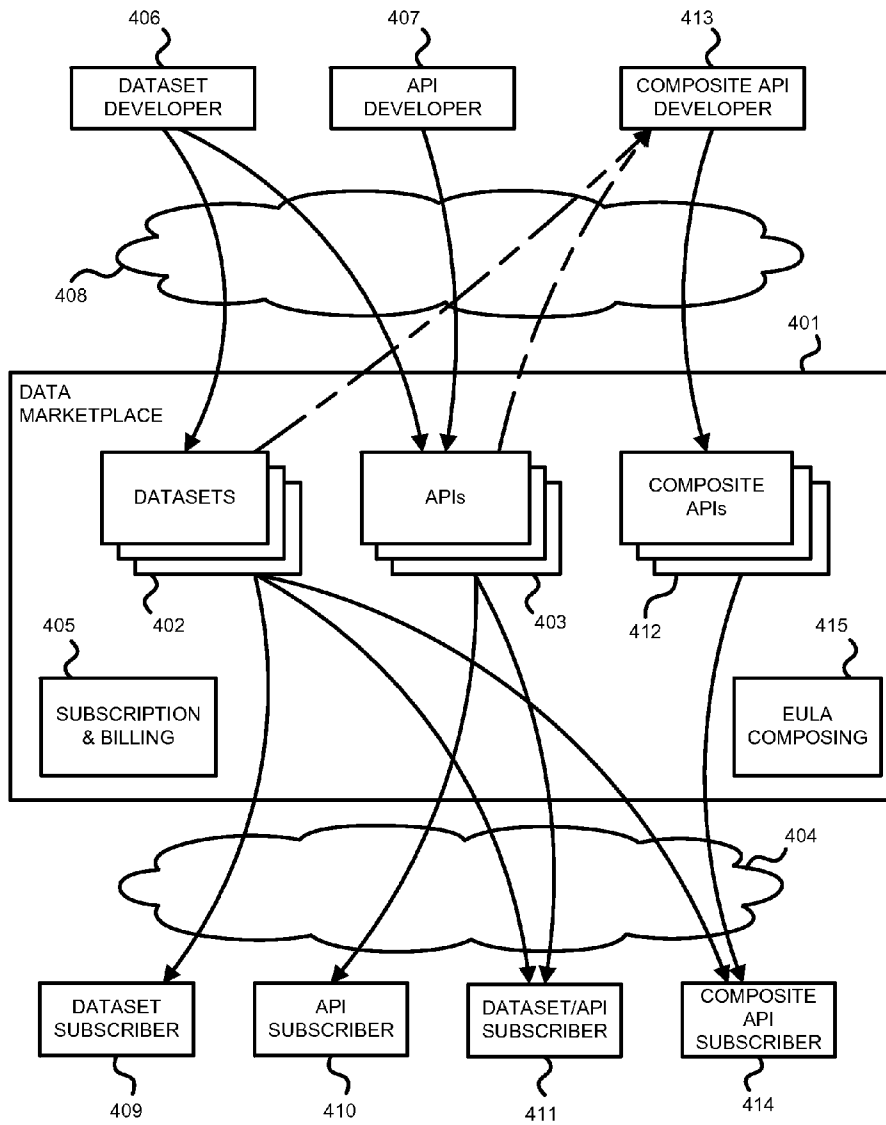 406
407
413
DATASET
DEVELOPER
API
DEVELOPER
COMPOSITE API
DEVELOPER
408
401
DATA
MARKETPLACE
DATASETS
APIs
COMPOSITE
APIs
402
403
412
405
415
SUBSCRIPTION
& BILLING
EULA
COMPOSING
404
DATASET
SUBSCRIBER
API
SUBSCRIBER
DATASET/API
SUBSCRIBER
COMPOSITE
API
SUBSCRIBER
409
410
411
414